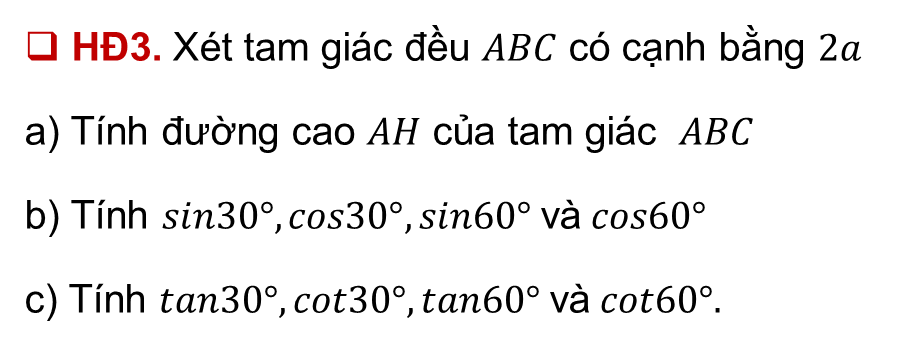 ❑ HĐ3. Xét tam giác đều ABC có cạnh bằng 2a
a) Tính đường cao AH của tam giác ABC
b) Tính sin30°, cos30°, sin60° và cos60°
c) Tính tan30°, cot30°, tan60° và cot60°.